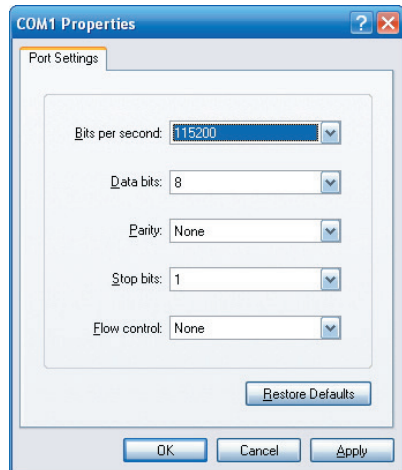 COM1 Properties
Port Settings
Bits per second: 115200
Data bits: 8
Parity: None
Stop bits: 1
Flow control: None
Restore Defaults
OK Cancel Apply